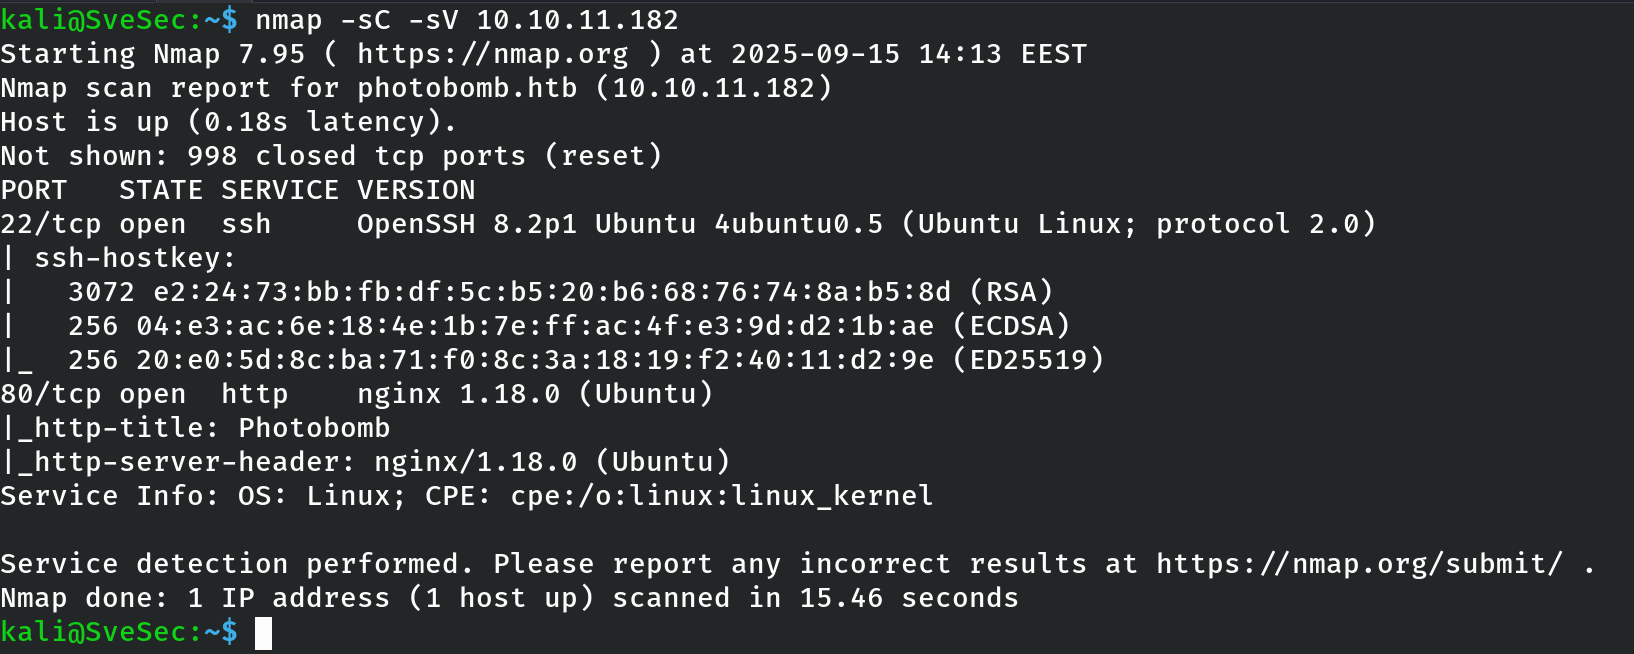 kali@SveSec:~$ nmap -sC -sV 10.10.11.182
Starting Nmap 7.95 ( https://nmap.org ) at 2025-09-15 14:13 EEST
Nmap scan report for photobomb.htb (10.10.11.182)
Host is up (0.18s latency).
Not shown: 998 closed tcp ports (reset)
PORT   STATE SERVICE VERSION
22/tcp open  ssh     OpenSSH 8.2p1 Ubuntu 4ubuntu0.5 (Ubuntu Linux; protocol 2.0)
| ssh-hostkey:
|   3072 e2:24:73:bb:fb:df:5c:b5:20:b6:68:76:74:8a:b5:8d (RSA)
|   256 04:e3:ac:6e:18:4e:1b:7e:ff:ac:4f:e3:9d:d2:1b:ae (ECDSA)
|_  256 20:e0:5d:8c:ba:71:f0:8c:3a:18:19:f2:40:11:d2:9e (ED25519)
80/tcp open  http    nginx 1.18.0 (Ubuntu)
|_http-title: Photobomb
|_http-server-header: nginx/1.18.0 (Ubuntu)
Service Info: OS: Linux; CPE: cpe:/o:linux:linux_kernel

Service detection performed. Please report any incorrect results at https://nmap.org/submit/ .
Nmap done: 1 IP address (1 host up) scanned in 15.46 seconds
kali@SveSec:~$